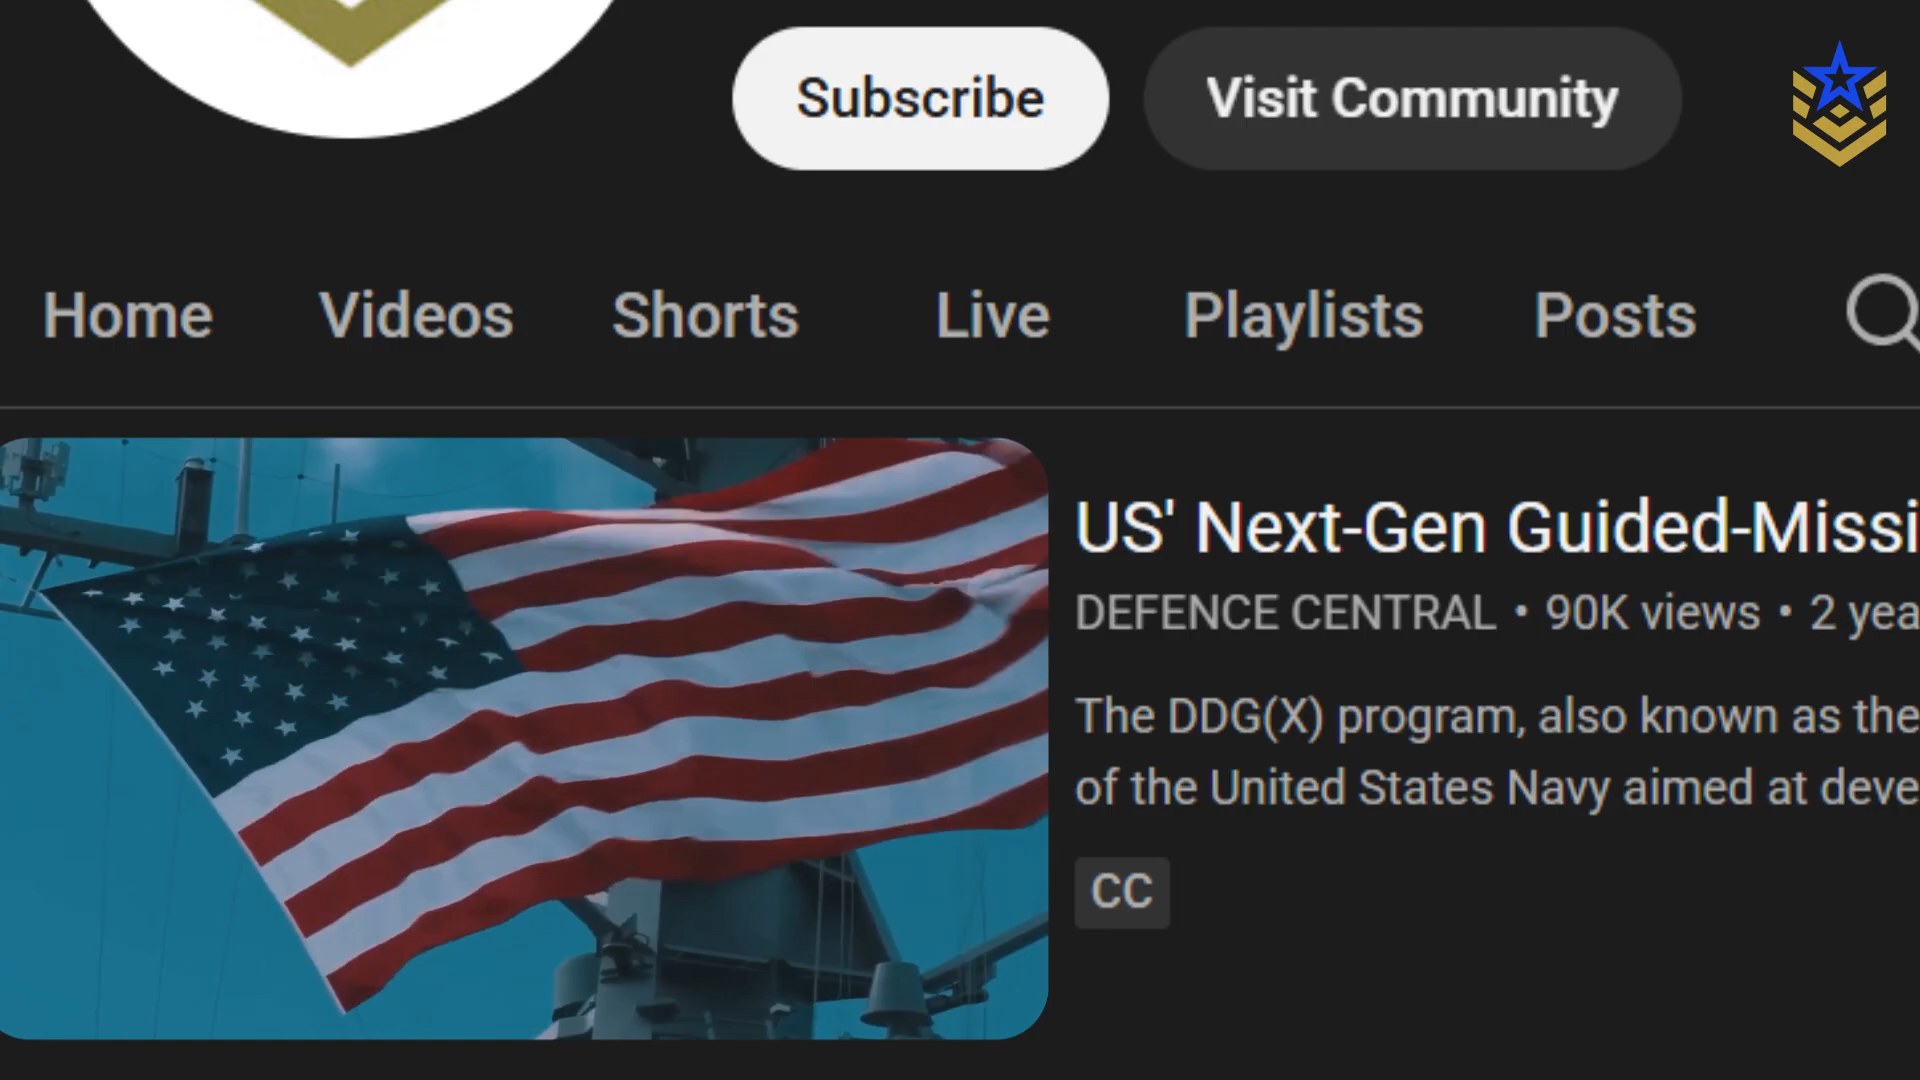 Subscribe
Visit Community
Home
Videos
Shorts
Live
Playlists
Posts
US' Next-Gen Guided-Missi
DEFENCE CENTRAL • 90K views • 2 yea
The DDG(X) program, also known as the
of the United States Navy aimed at deve
CC